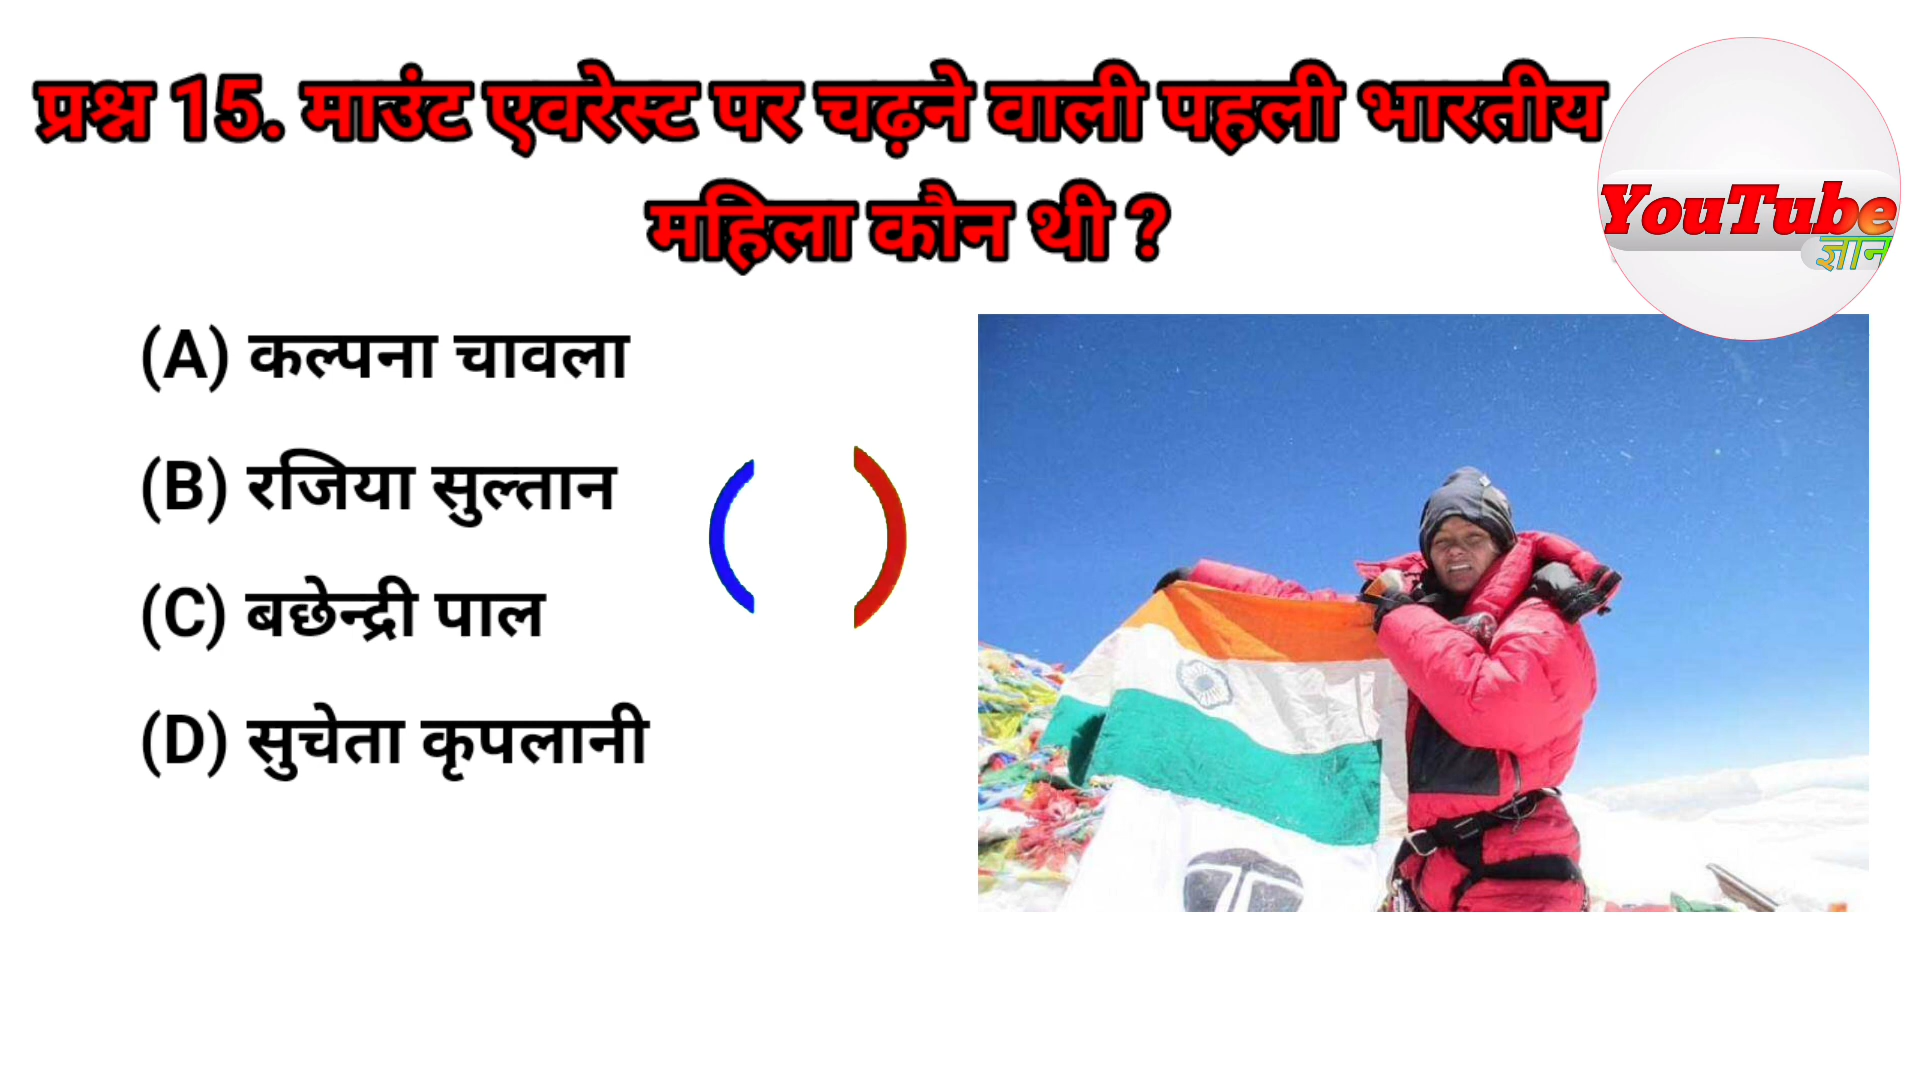 प्रश्न 15. माउंट एवरेस्ट पर चढ़ने वाली पहली भारतीय
महिला कौन थी ?
YouTube
ज्ञान
(A) कल्पना चावला
(B) रजिया सुल्तान
(C) बछेन्द्री पाल
(D) सुचेता कृपलानी